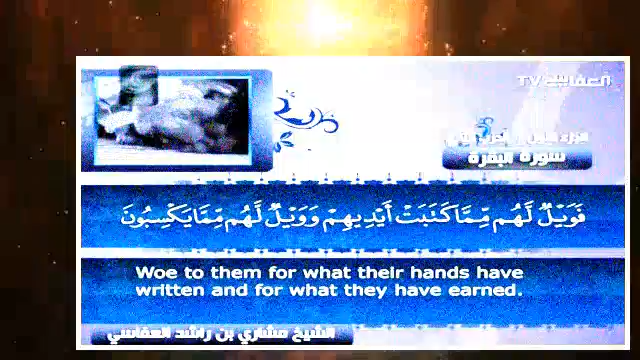 العفاسي TV
سورة البقرة
فَوَيْلٌ لَهُم مِّمَّا كَتَبَتْ أَيْدِيهِمْ وَوَيْلٌ لَهُم مِّمَّا يَكْسِبُونَ
Woe to them for what their hands have
written and for what they have earned.
الشيخ مشاري بن راشد العفاسي